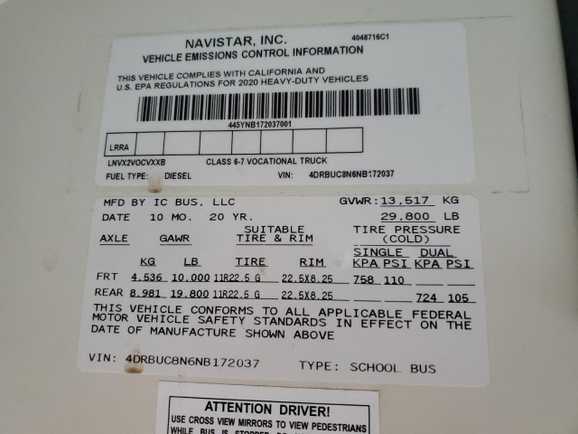 NAVISTAR, INC. 4048716C1
VEHICLE EMISSIONS CONTROL INFORMATION
THIS VEHICLE COMPLIES WITH CALIFORNIA AND
U.S. EPA REGULATIONS FOR 2020 HEAVY-DUTY VEHICLES
445YNB172037001
LRRA
LNVX2VOCVXXB CLASS 6-7 VOCATIONAL TRUCK
FUEL TYPE: DIESEL VIN: 4DRBUC8N6NB172037
MFD BY IC BUS, LLC GVWR: 13,517 KG
DATE 10 MO. 20 YR. 29,800 LB
AXLE GAWR SUITABLE TIRE & RIM TIRE PRESSURE (COLD)
SINGLE DUAL
KG LB TIRE RIM KPA PSI KPA PSI
FRT 4,536 10,000 11R22.5 G 22.5X8.25 758 110
REAR 8,981 19,800 11R22.5 G 22.5X8.25 724 105
THIS VEHICLE CONFORMS TO ALL APPLICABLE FEDERAL
MOTOR VEHICLE SAFETY STANDARDS IN EFFECT ON THE
DATE OF MANUFACTURE SHOWN ABOVE
VIN: 4DRBUC8N6NB172037 TYPE: SCHOOL BUS
ATTENTION DRIVER!
USE CROSS VIEW MIRRORS TO VIEW PEDESTRIANS
WHILE BUS IS STOPPED